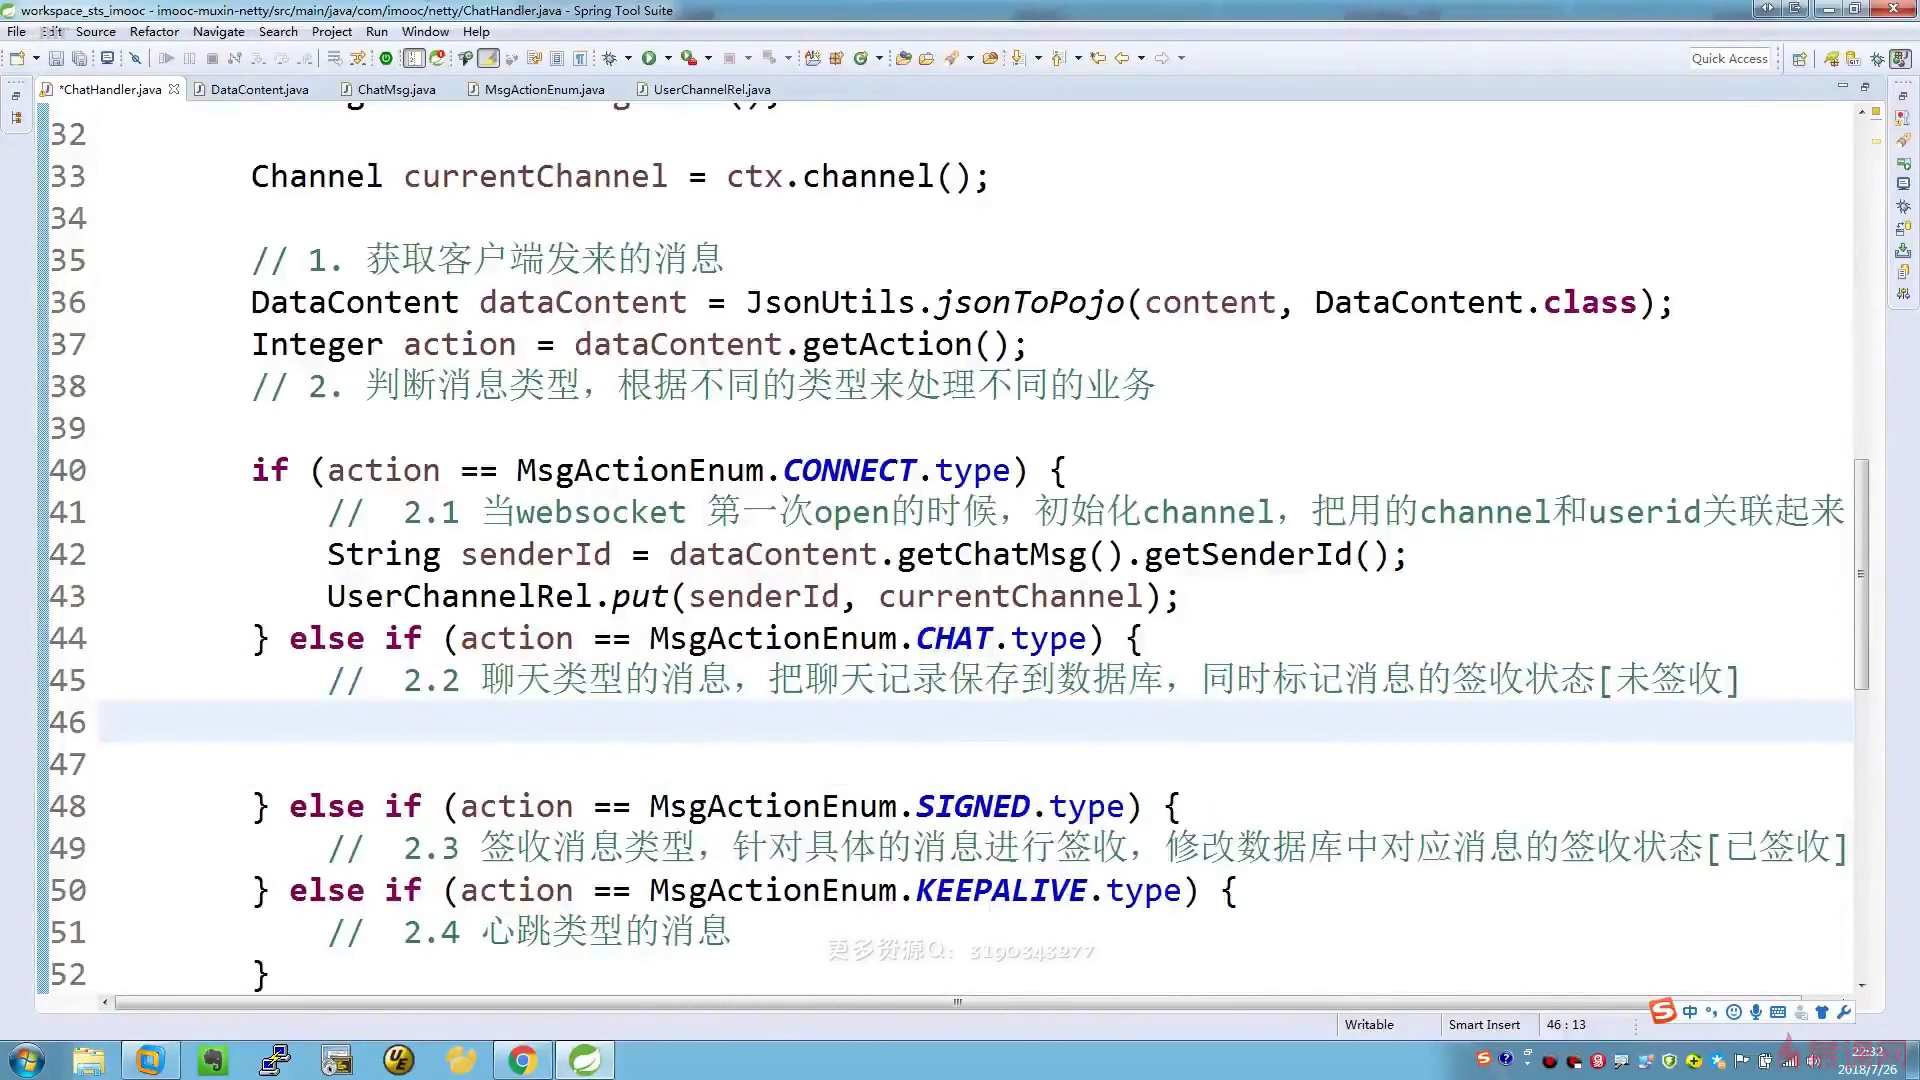 workspace_sts_imooc - imooc-muxin-netty/src/main/java/com/imooc/netty/ChatHandler.java - Spring Tool Suite
File Edit Source Refactor Navigate Search Project Run Window Help
Quick Access
*ChatHandler.java DataContent.java ChatMsg.java MsgActionEnum.java UserChannelRel.java
32
33 Channel currentChannel = ctx.channel();
34
35 // 1. 获取客户端发来的消息
36 DataContent dataContent = JsonUtils.jsonToPojo(content, DataContent.class);
37 Integer action = dataContent.getAction();
38 // 2. 判断消息类型，根据不同的类型来处理不同的业务
39
40 if (action == MsgActionEnum.CONNECT.type) {
41 // 2.1 当websocket 第一次open的时候，初始化channel，把用的channel和userid关联起来
42 String senderId = dataContent.getChatMsg().getSenderId();
43 UserChannelRel.put(senderId, currentChannel);
44 } else if (action == MsgActionEnum.CHAT.type) {
45 // 2.2 聊天类型的消息，把聊天记录保存到数据库，同时标记消息的签收状态[未签收]
46
47
48 } else if (action == MsgActionEnum.SIGNED.type) {
49 // 2.3 签收消息类型，针对具体的消息进行签收，修改数据库中对应消息的签收状态[已签收]
50 } else if (action == MsgActionEnum.KEEPALIVE.type) {
51 // 2.4 心跳类型的消息
更多资源Q: 3190343277
52 }
中
Writable Smart Insert 46 : 13
22:32
慕课网
2018/7/26